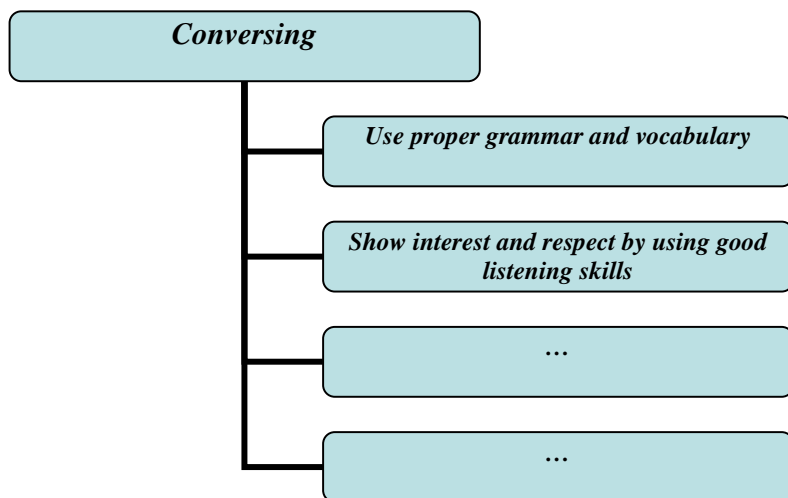 Conversing
Use proper grammar and vocabulary
Show interest and respect by using good
listening skills
…
…